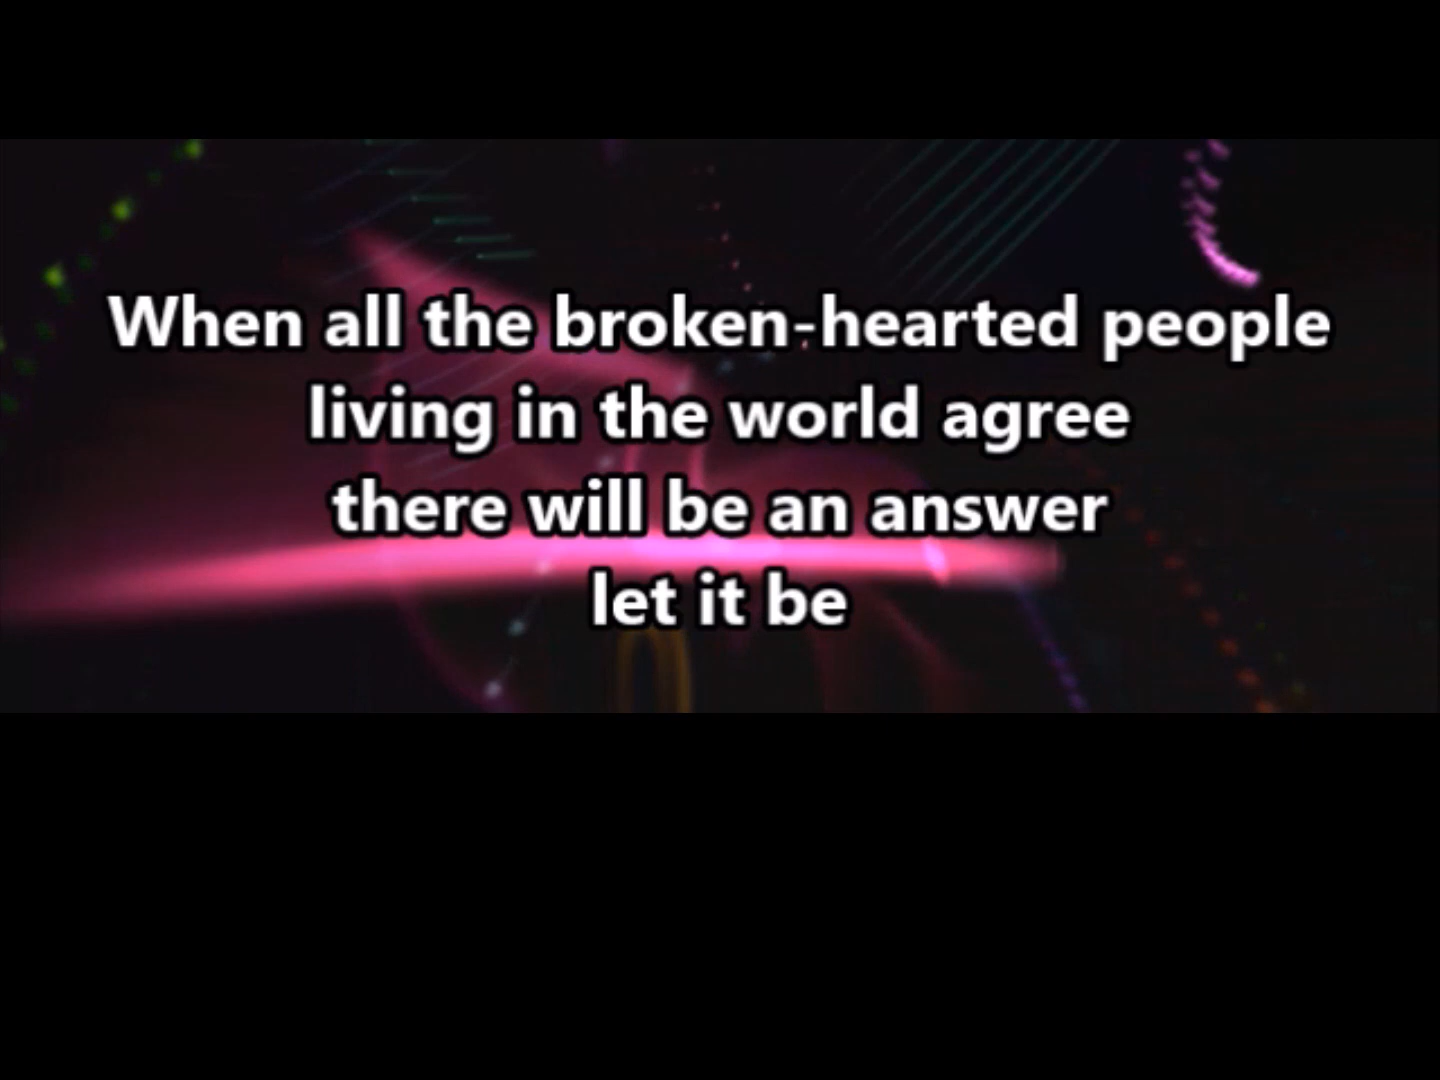 When all the broken-hearted people
living in the world agree
there will be an answer
let it be